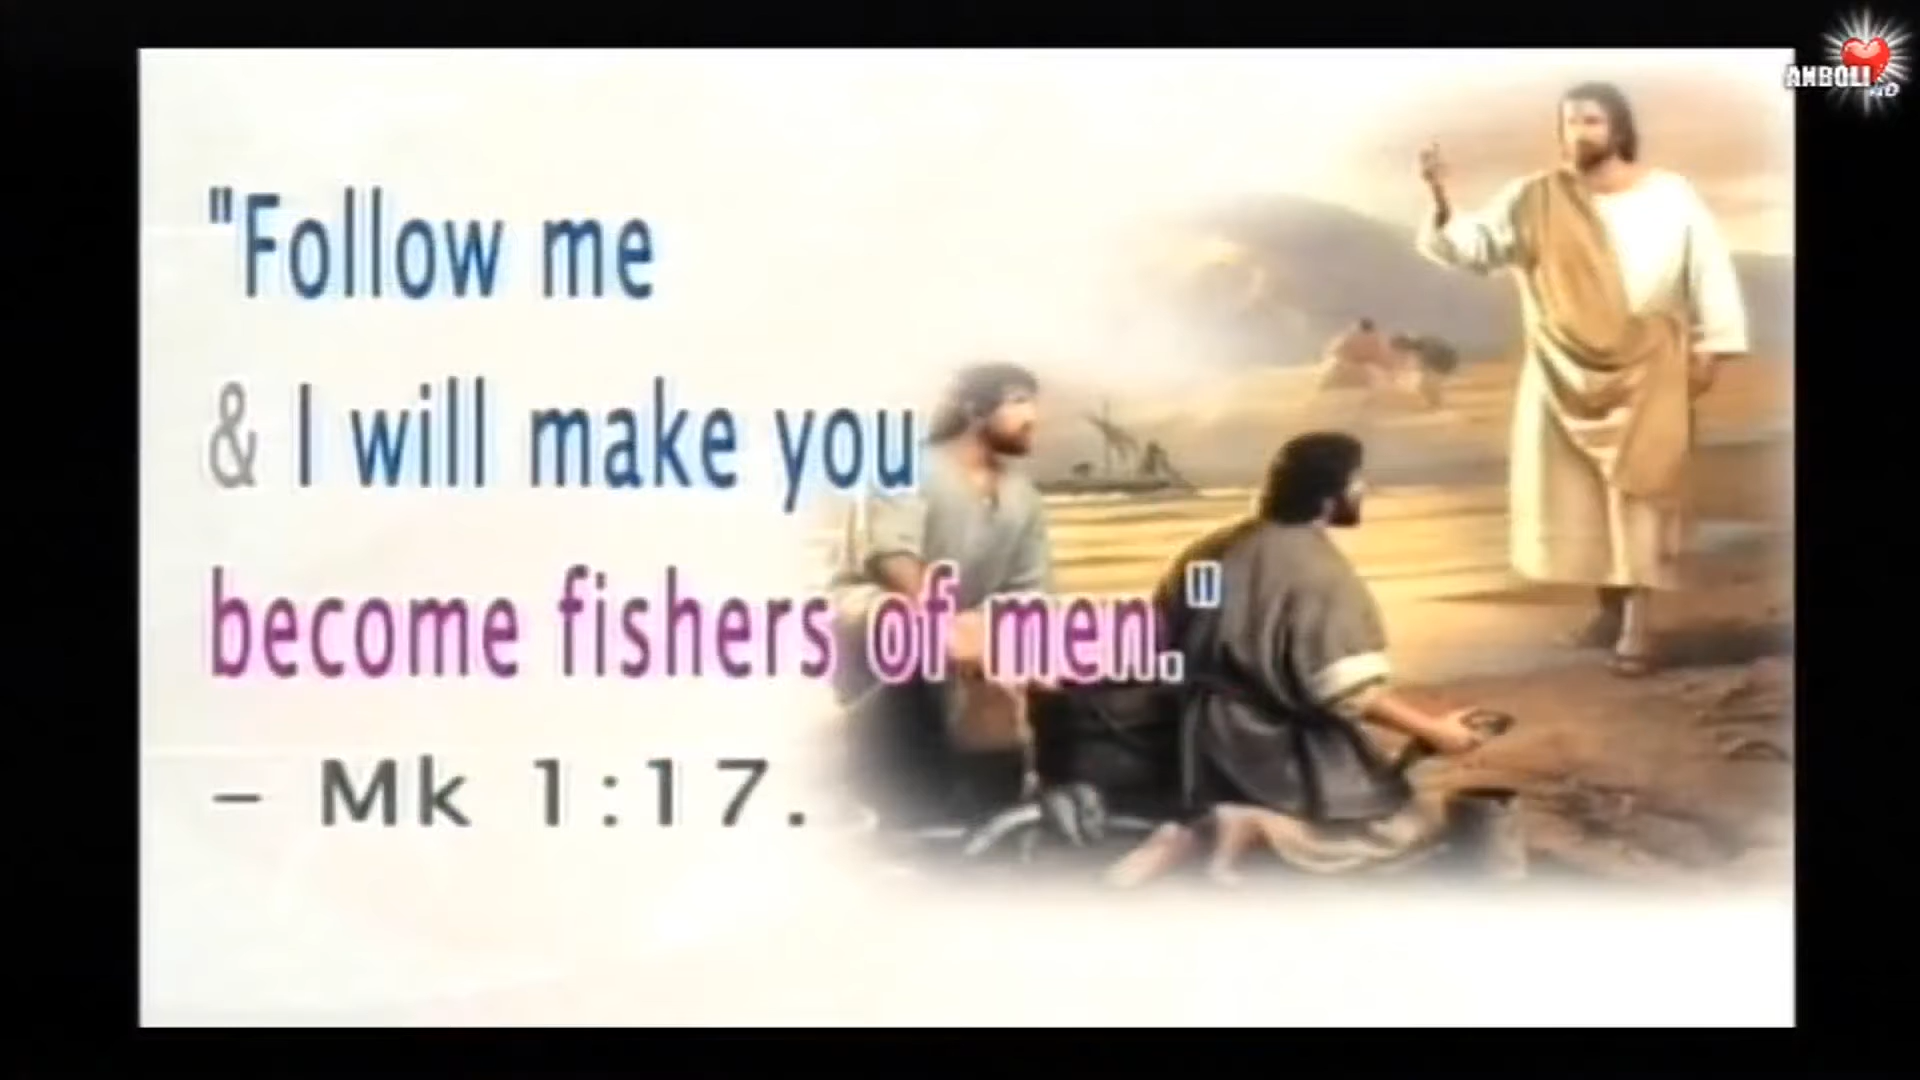 "Follow me
& I will make you
become fishers of men."
– Mk 1:17.
ANBOLI
HD